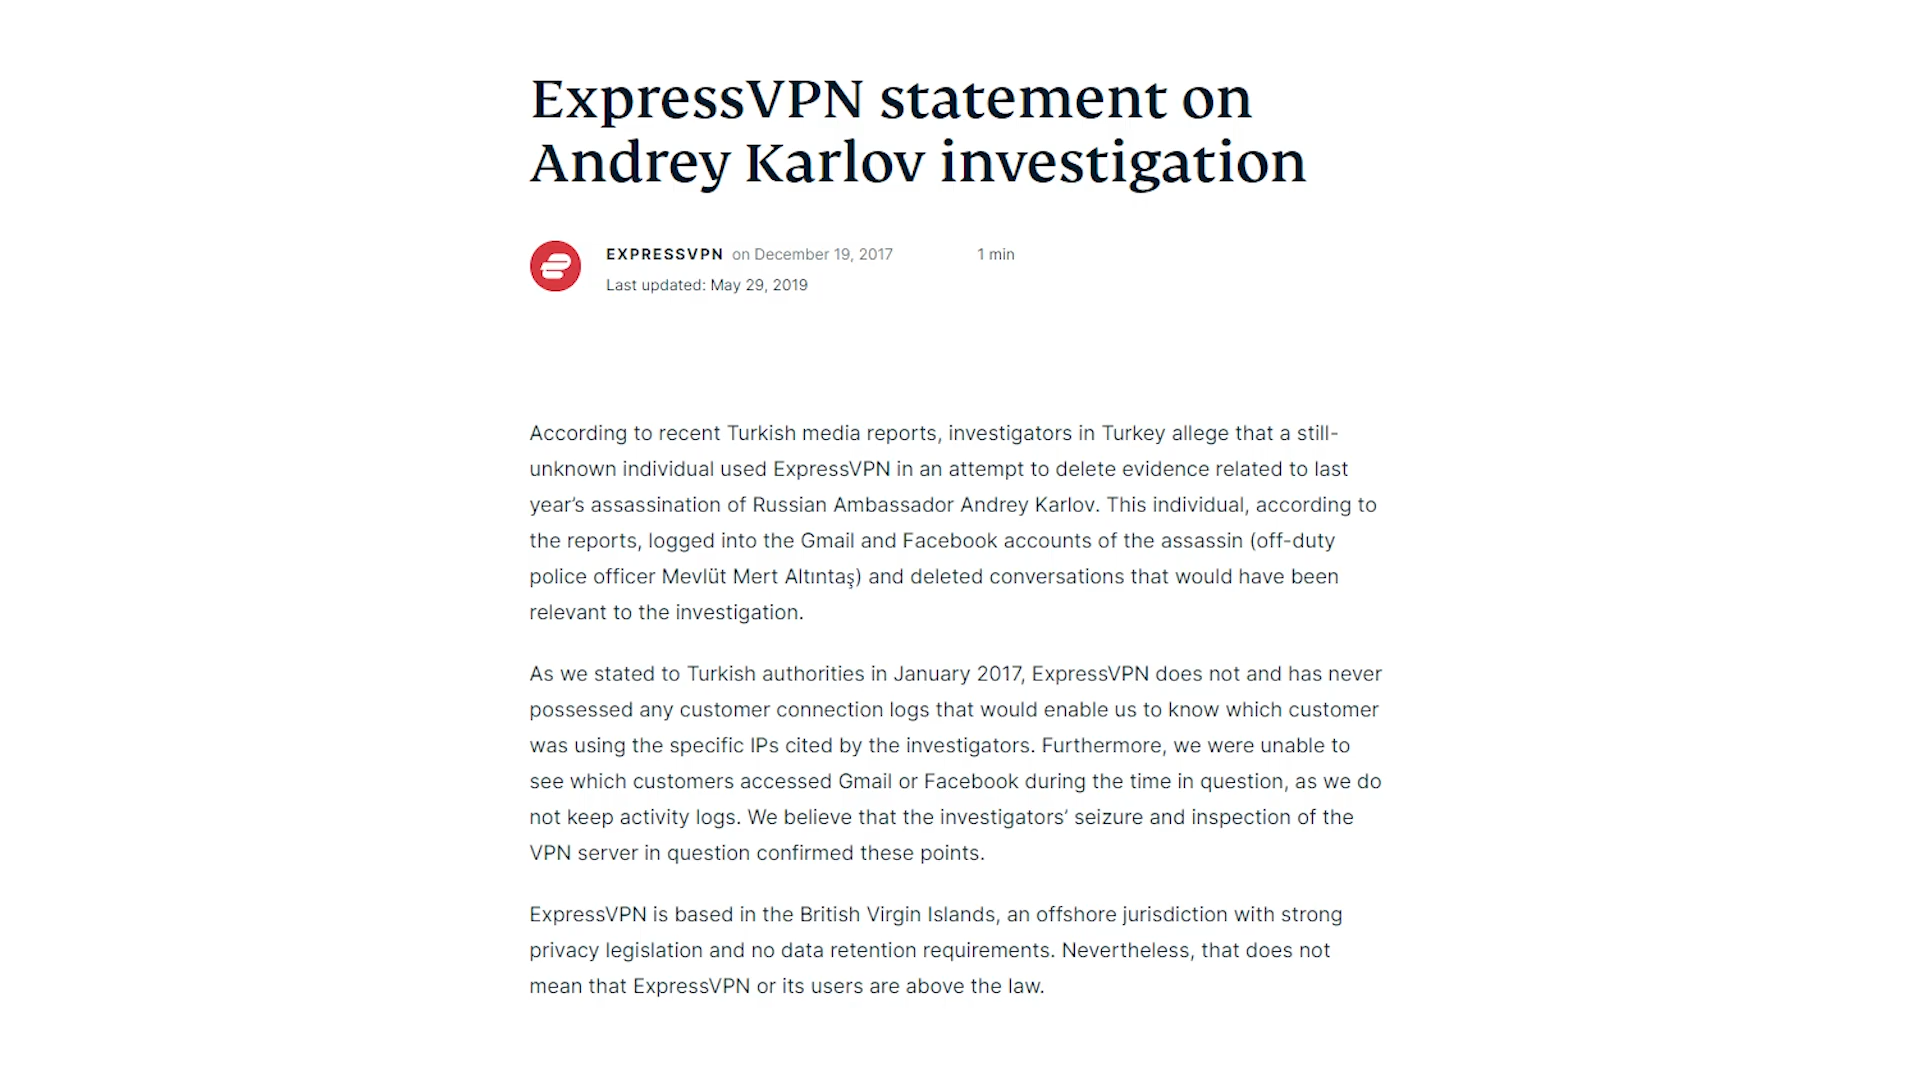 ExpressVPN statement on
Andrey Karlov investigation
EXPRESSVPN on December 19, 2017 1 min
Last updated: May 29, 2019
According to recent Turkish media reports, investigators in Turkey allege that a still-
unknown individual used ExpressVPN in an attempt to delete evidence related to last
year’s assassination of Russian Ambassador Andrey Karlov. This individual, according to
the reports, logged into the Gmail and Facebook accounts of the assassin (off-duty
police officer Mevlüt Mert Altıntaş) and deleted conversations that would have been
relevant to the investigation.
As we stated to Turkish authorities in January 2017, ExpressVPN does not and has never
possessed any customer connection logs that would enable us to know which customer
was using the specific IPs cited by the investigators. Furthermore, we were unable to
see which customers accessed Gmail or Facebook during the time in question, as we do
not keep activity logs. We believe that the investigators’ seizure and inspection of the
VPN server in question confirmed these points.
ExpressVPN is based in the British Virgin Islands, an offshore jurisdiction with strong
privacy legislation and no data retention requirements. Nevertheless, that does not
mean that ExpressVPN or its users are above the law.